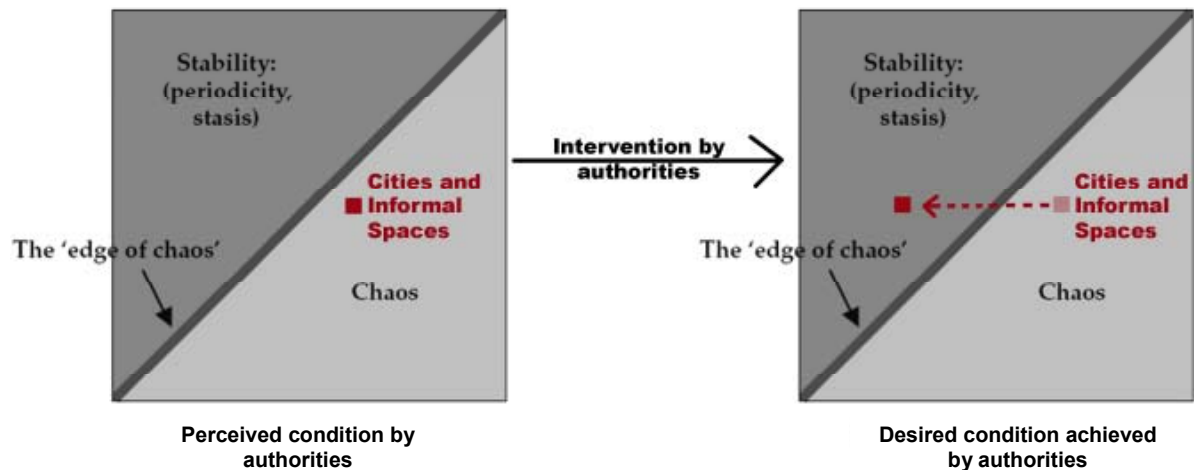 Stability:
(periodicity,
stasis)
Cities and
Informal
Spaces
The ‘edge of chaos’
Chaos
Perceived condition by
authorities
Intervention by
authorities
Stability:
(periodicity,
stasis)
Cities and
Informal
Spaces
The ‘edge of chaos’
Chaos
Desired condition achieved
by authorities